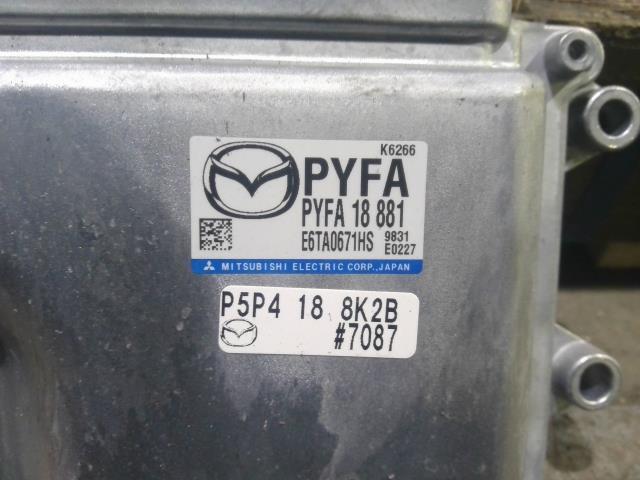 K6266
PYFA
PYFA 18 881
E6TA0671HS 9831
E0227
MITSUBISHI ELECTRIC CORP.,JAPAN
P5P4 18 8K2B
#7087